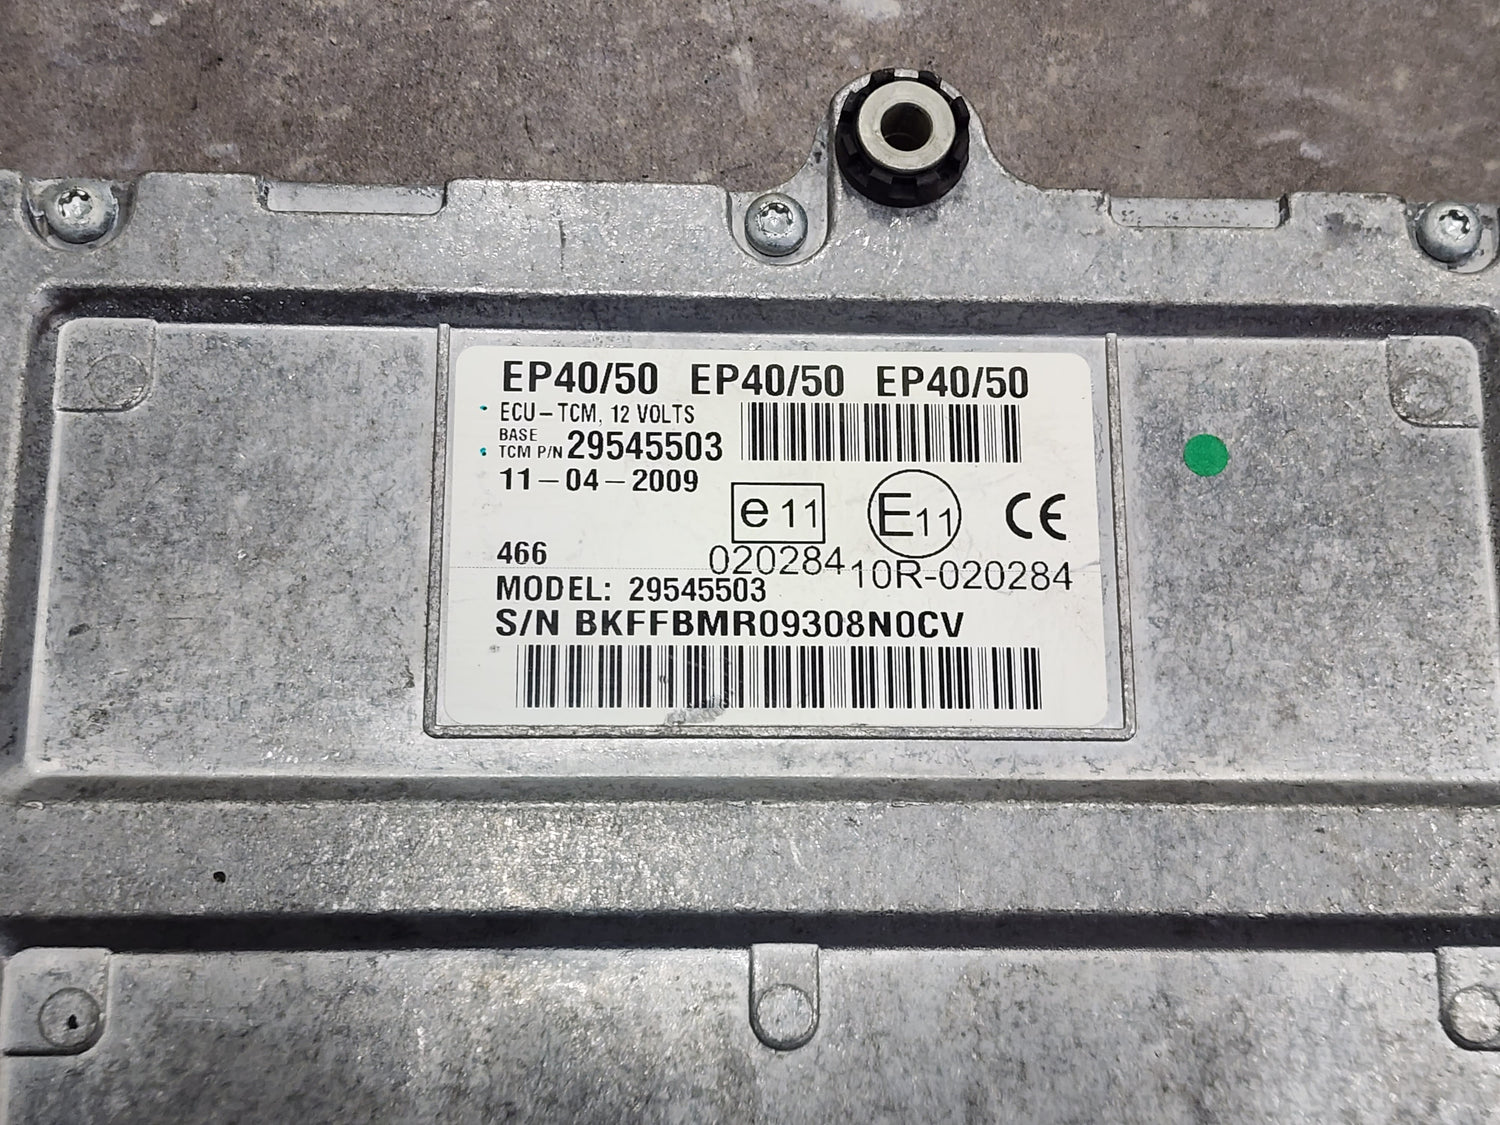 EP40/50 EP40/50 EP40/50
ECU-TCM, 12 VOLTS
BASE
TCM P/N 29545503
11-04-2009
e 11
E11
CE
466
020284
10R-020284
MODEL: 29545503
S/N BKFFBMR09308N0CV